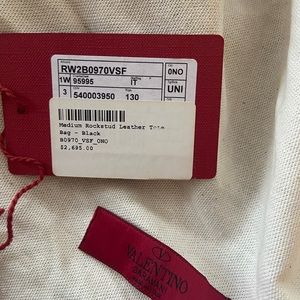 RW2B0970VSF
0NO
1W 95995 IT
UNI
3 540003950 130
Medium Rockstud Leather Tote
Bag - Black
B0970_VSF_0NO
$2,695.00
VALENTINO
GARAVANI